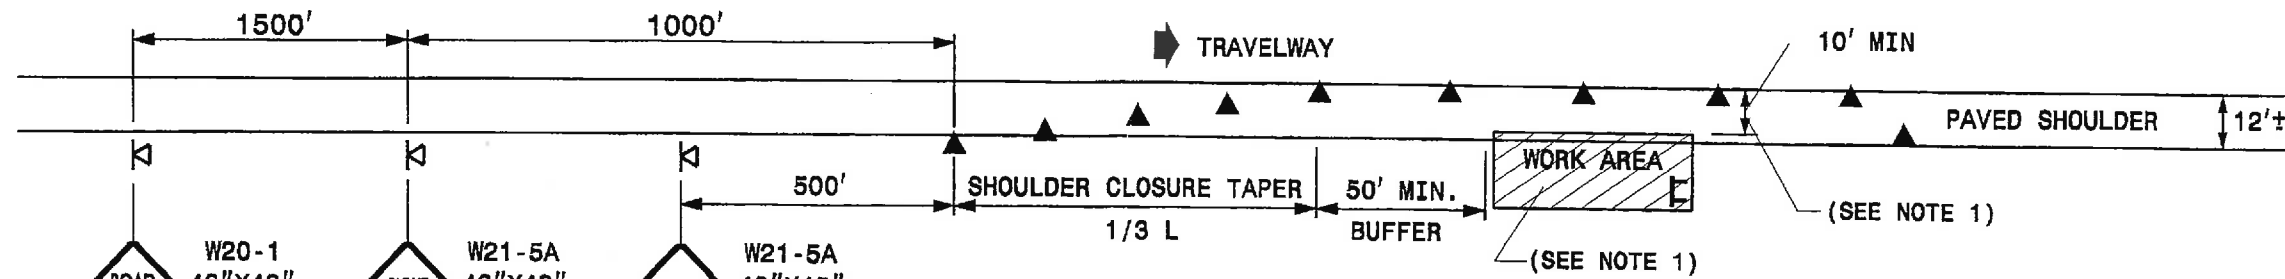 1500'
1000'
TRAVELWAY
10' MIN
PAVED SHOULDER
12'±
WORK AREA
500'
SHOULDER CLOSURE TAPER
50' MIN.
1/3 L
BUFFER
(SEE NOTE 1)
(SEE NOTE 1)
W20-1
W21-5A
W21-5A